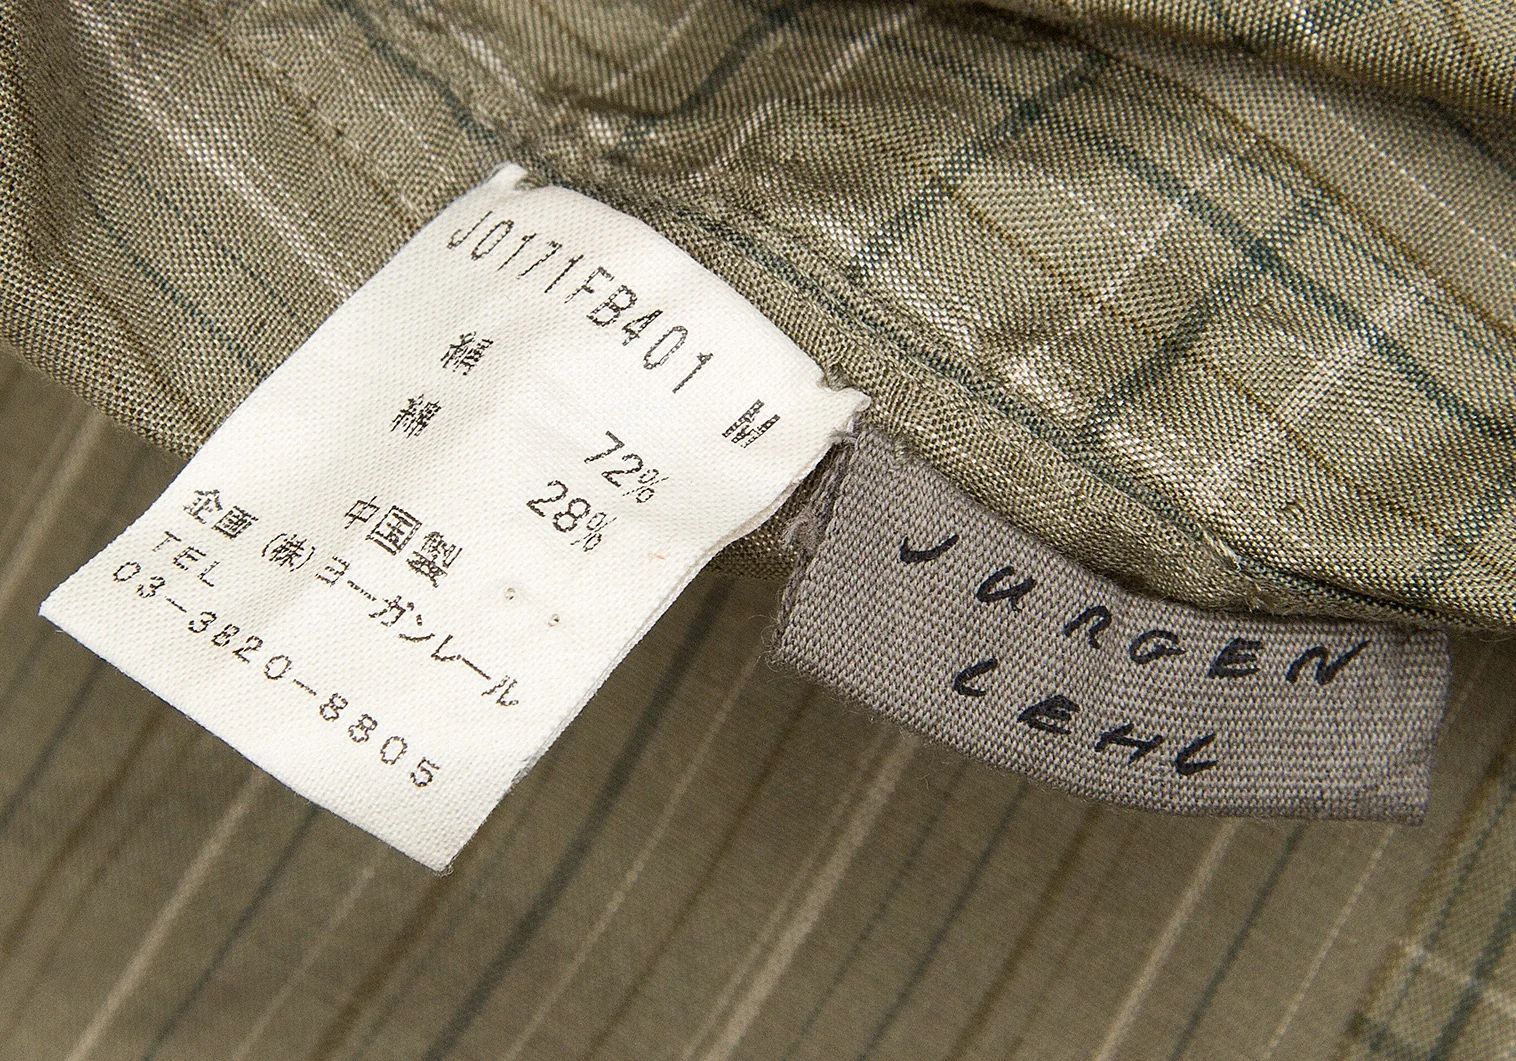 J0171FB401 M
絹 72%
綿 28%
中国製
企画 (株)ヨーガンレール
TEL
03-3820-8805
JURGEN
LEHL